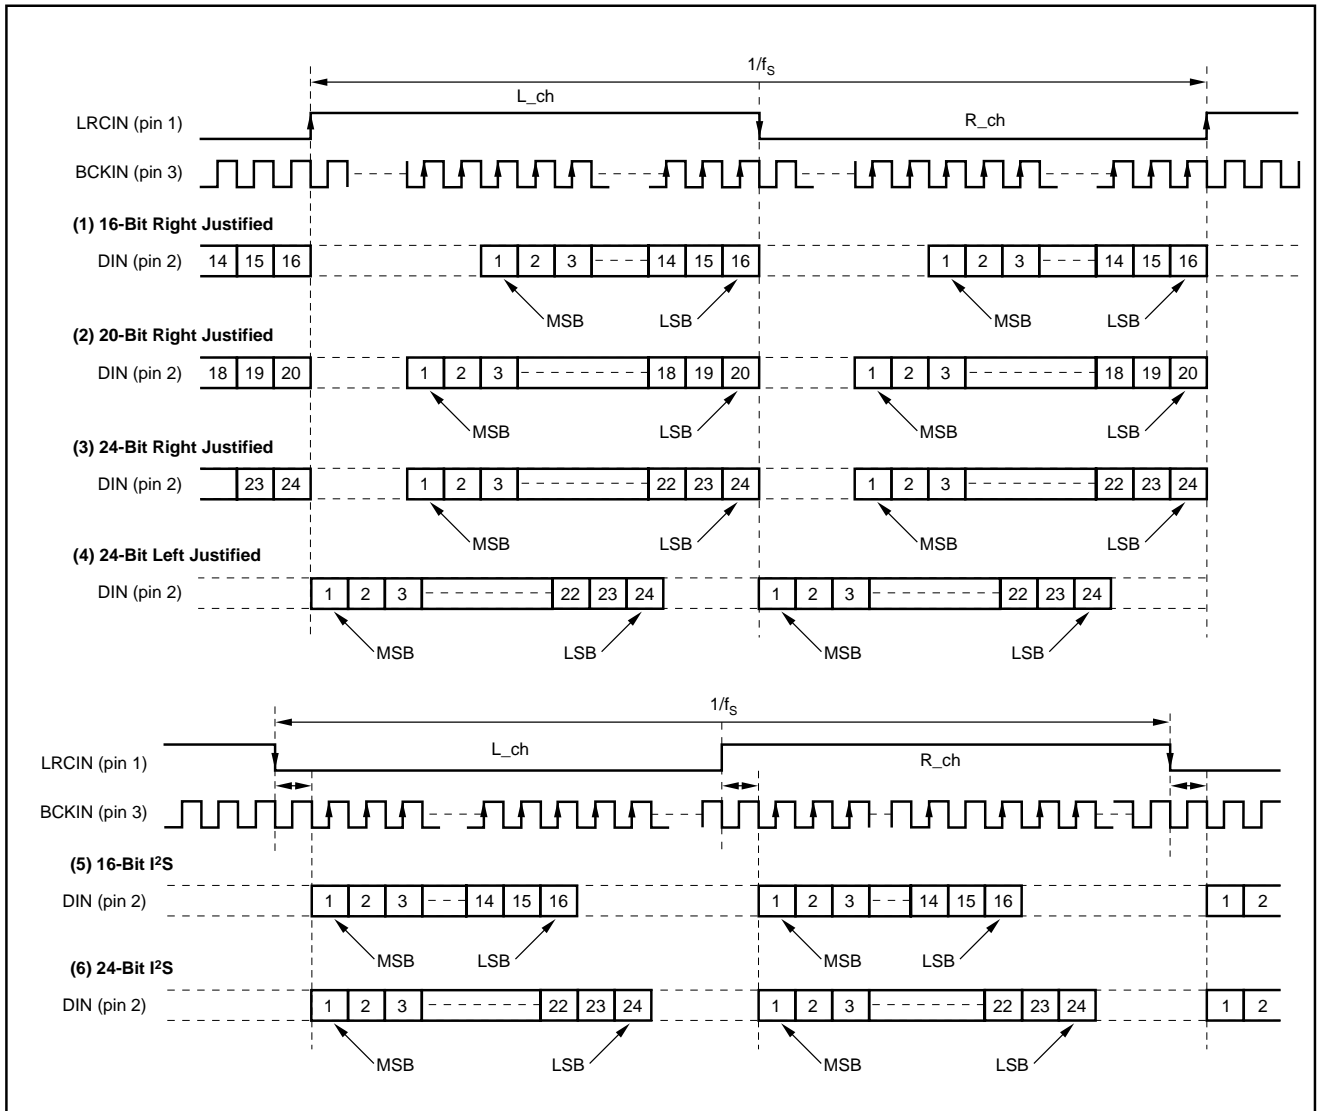 1/fS
L_ch
LRCIN (pin 1)
R_ch
BCKIN (pin 3)
(1) 16-Bit Right Justified
DIN (pin 2) 14 15 16 1 2 3 14 15 16 1 2 3 14 15 16
MSB LSB MSB LSB
(2) 20-Bit Right Justified
DIN (pin 2) 18 19 20 1 2 3 18 19 20 1 2 3 18 19 20
MSB LSB MSB LSB
(3) 24-Bit Right Justified
DIN (pin 2) 23 24 1 2 3 22 23 24 1 2 3 22 23 24
MSB LSB MSB LSB
(4) 24-Bit Left Justified
DIN (pin 2) 1 2 3 22 23 24 1 2 3 22 23 24
MSB LSB MSB LSB
1/fS
L_ch
LRCIN (pin 1)
R_ch
BCKIN (pin 3)
(5) 16-Bit I²S
DIN (pin 2) 1 2 3 14 15 16 1 2 3 14 15 16 1 2
MSB LSB MSB LSB
(6) 24-Bit I²S
DIN (pin 2) 1 2 3 22 23 24 1 2 3 22 23 24 1 2
MSB LSB MSB LSB